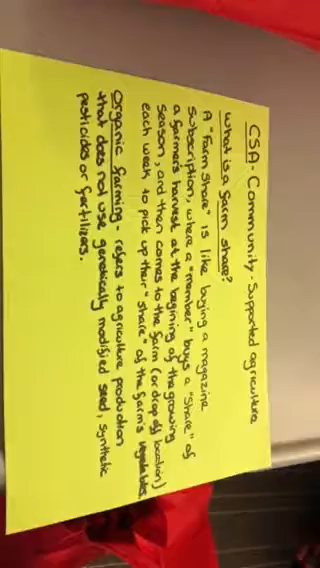 CSA - Community - Supported agriculture
what is a farm share?
A "Farm Share" is like buying a magazine
subscription, where a "member" buys a "share" of
a farmers harvest at the begining of the growing
season, and then comes to the farm (or drop off location)
each week to pick up their "share" of the farm's vegetables.
organic farming - refers to agriculture production
that does not use genetically modified seed, synthetic
pesticides or fertilizers.